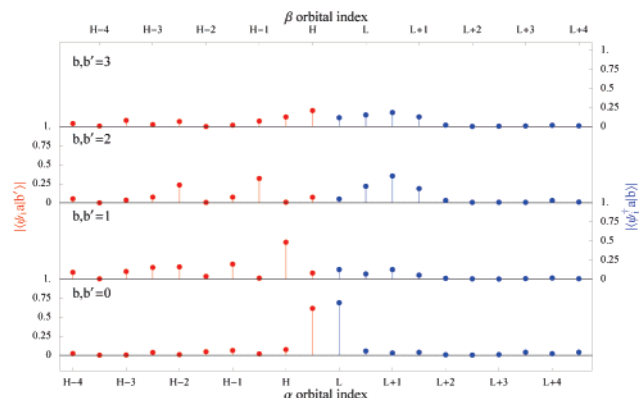 β orbital index
H−4 H−3 H−2 H−1 H L L+1 L+2 L+3 L+4
b,b′=3
1.
0.75
0.5
0.25
0
1.
0.75
0.5
0.25
0
b,b′=2
|⟨ψᵢ a|b′⟩|
|⟨ψᵢ† a|b⟩|
1.
0.75
0.5
0.25
0
b,b′=1
1.
0.75
0.5
0.25
0
b,b′=0
H−4 H−3 H−2 H−1 H L L+1 L+2 L+3 L+4
α orbital index